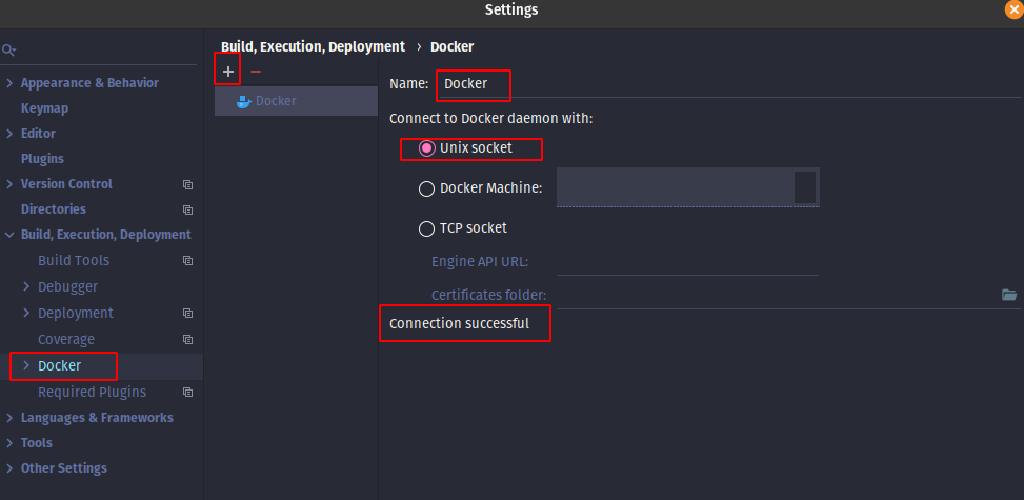 Settings
Build, Execution, Deployment › Docker
Appearance & Behavior
Keymap
Editor
Plugins
Version Control
Directories
Build, Execution, Deployment
Build Tools
Debugger
Deployment
Coverage
Docker
Required Plugins
Languages & Frameworks
Tools
Other Settings
Docker
Name: Docker
Connect to Docker daemon with:
Unix socket
Docker Machine:
TCP socket
Engine API URL:
Certificates folder:
Connection successful